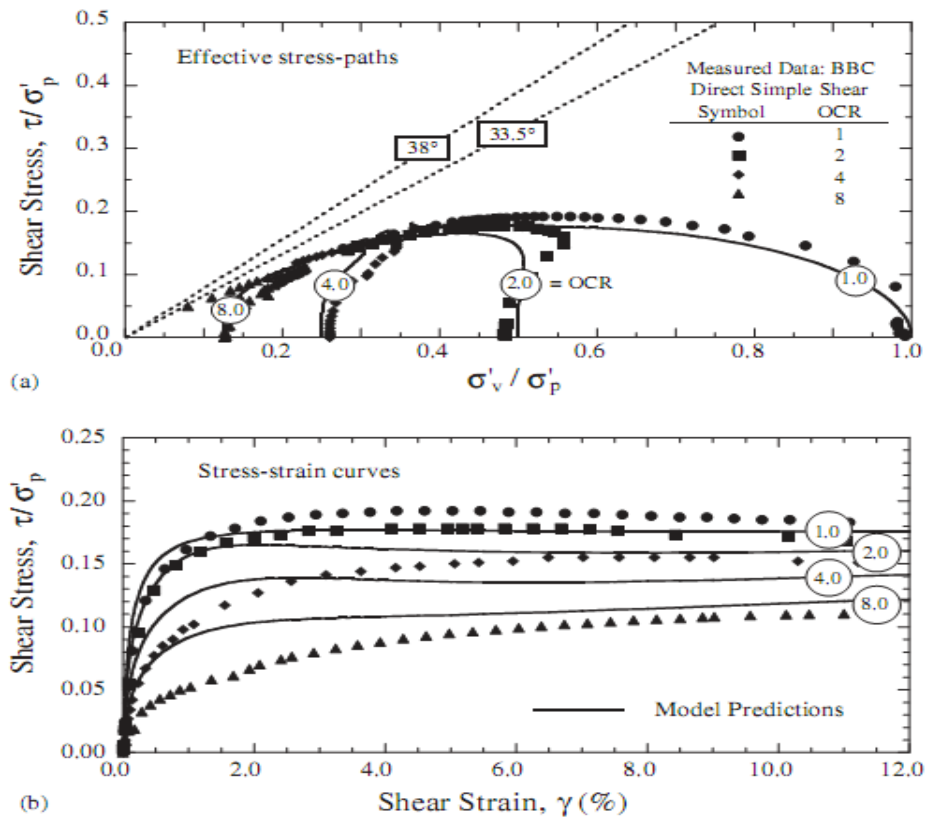 0.5
Effective stress-paths
Measured Data: BBC
Direct Simple Shear
Symbol OCR
1
2
4
8
0.4
38°
33.5°
0.3
Shear Stress, τ/σ'p
0.2
0.1
8.0
4.0
2.0 = OCR
1.0
0.0
0.0 0.2 0.4 0.6 0.8 1.0
(a)
σ'v / σ'p
0.25
Stress-strain curves
0.20
1.0
2.0
0.15
4.0
Shear Stress, τ/σ'p
8.0
0.10
0.05
Model Predictions
0.00
0.0 2.0 4.0 6.0 8.0 10.0 12.0
(b)
Shear Strain, γ (%)